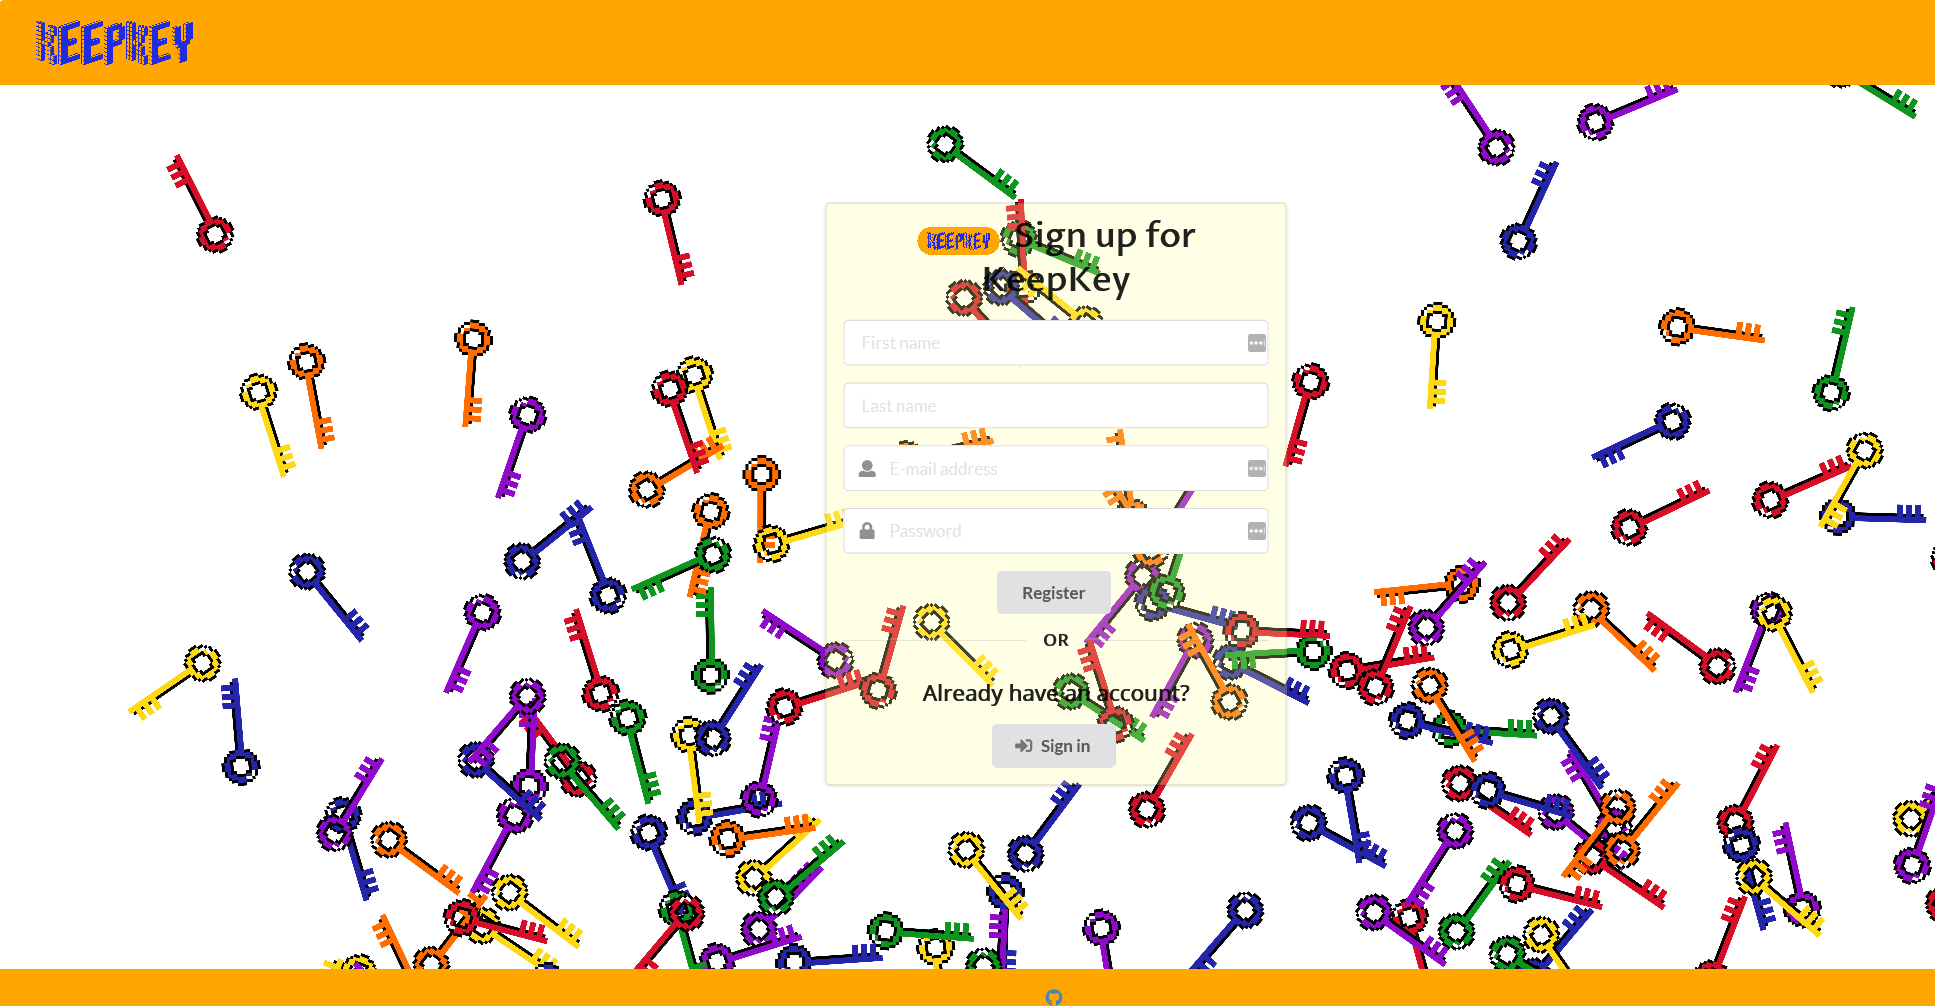 KEEPKEY
KEEPKEY Sign up for
KeepKey
First name
Last name
E-mail address
Password
Register
OR
Already have an account?
Sign in